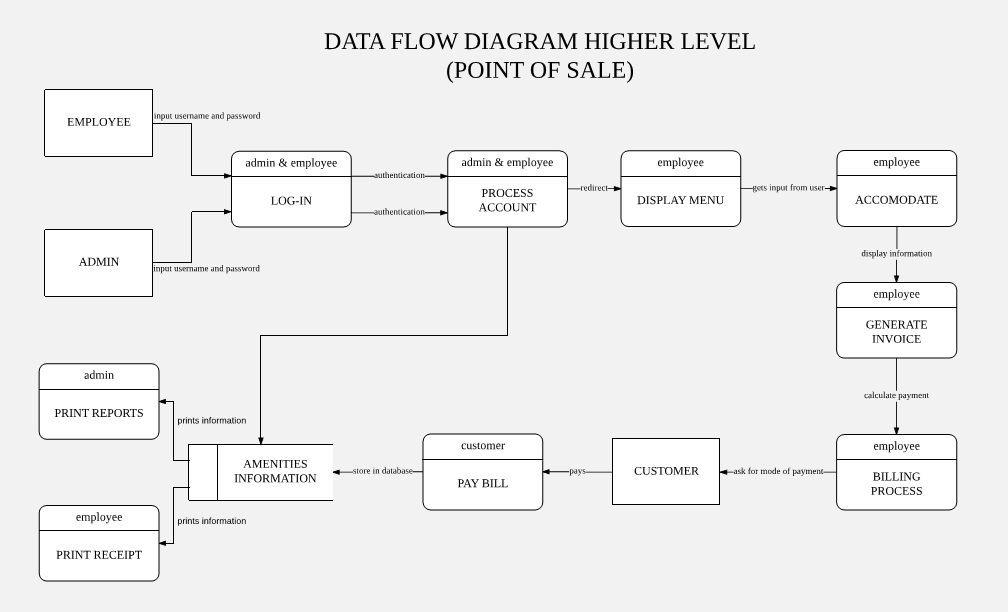 DATA FLOW DIAGRAM HIGHER LEVEL
(POINT OF SALE)
EMPLOYEE
input username and password
admin & employee
LOG-IN
authentication
authentication
admin & employee
PROCESS
ACCOUNT
redirect
employee
DISPLAY MENU
gets input from user
employee
ACCOMODATE
ADMIN
input username and password
display information
employee
GENERATE
INVOICE
calculate payment
admin
PRINT REPORTS
prints information
AMENITIES
INFORMATION
store in database
customer
PAY BILL
pays
CUSTOMER
ask for mode of payment
employee
BILLING
PROCESS
employee
PRINT RECEIPT
prints information